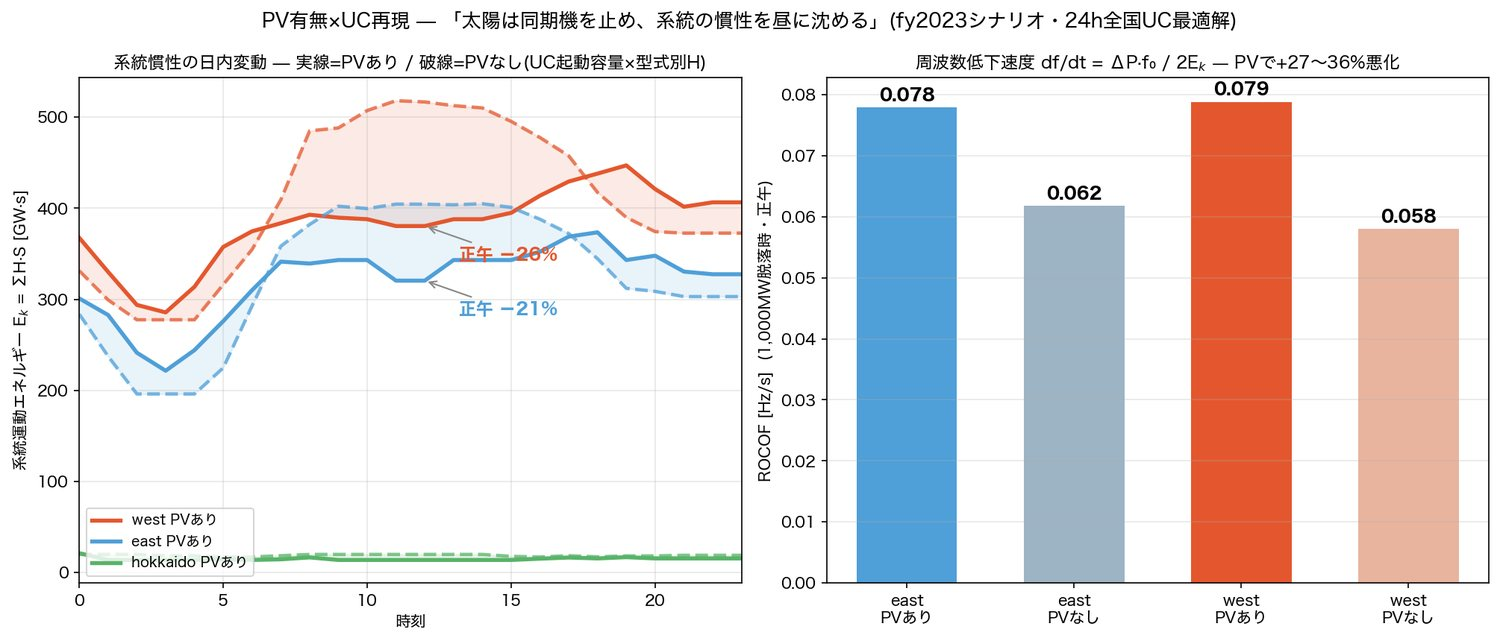 PV有無×UC再現 — 「太陽は同期機を止め、系統の慣性を昼に沈める」(fy2023シナリオ・24h全国UC最適解)
系統慣性の日内変動 — 実線=PVあり / 破線=PVなし(UC起動容量×型式別H)
系統運動エネルギー Eₖ = ΣH·S [GW·s]
500
400
300
200
100
0
正午 −26%
正午 −21%
west PVあり
east PVあり
hokkaido PVあり
0
5
10
15
20
時刻
周波数低下速度 df/dt = ΔP·f₀ / 2Eₖ — PVで+27〜36%悪化
ROCOF [Hz/s] (1,000MW脱落時・正午)
0.08
0.07
0.06
0.05
0.04
0.03
0.02
0.01
0.00
0.078
0.062
0.079
0.058
east
PVあり
east
PVなし
west
PVあり
west
PVなし